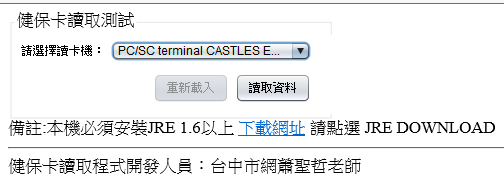 健保卡讀取測試
請選擇讀卡機： PC/SC terminal CASTLES E...
重新載入 讀取資料
備註:本機必須安裝JRE 1.6以上 下載網址 請點選 JRE DOWNLOAD
健保卡讀取程式開發人員：台中市網蕭聖哲老師